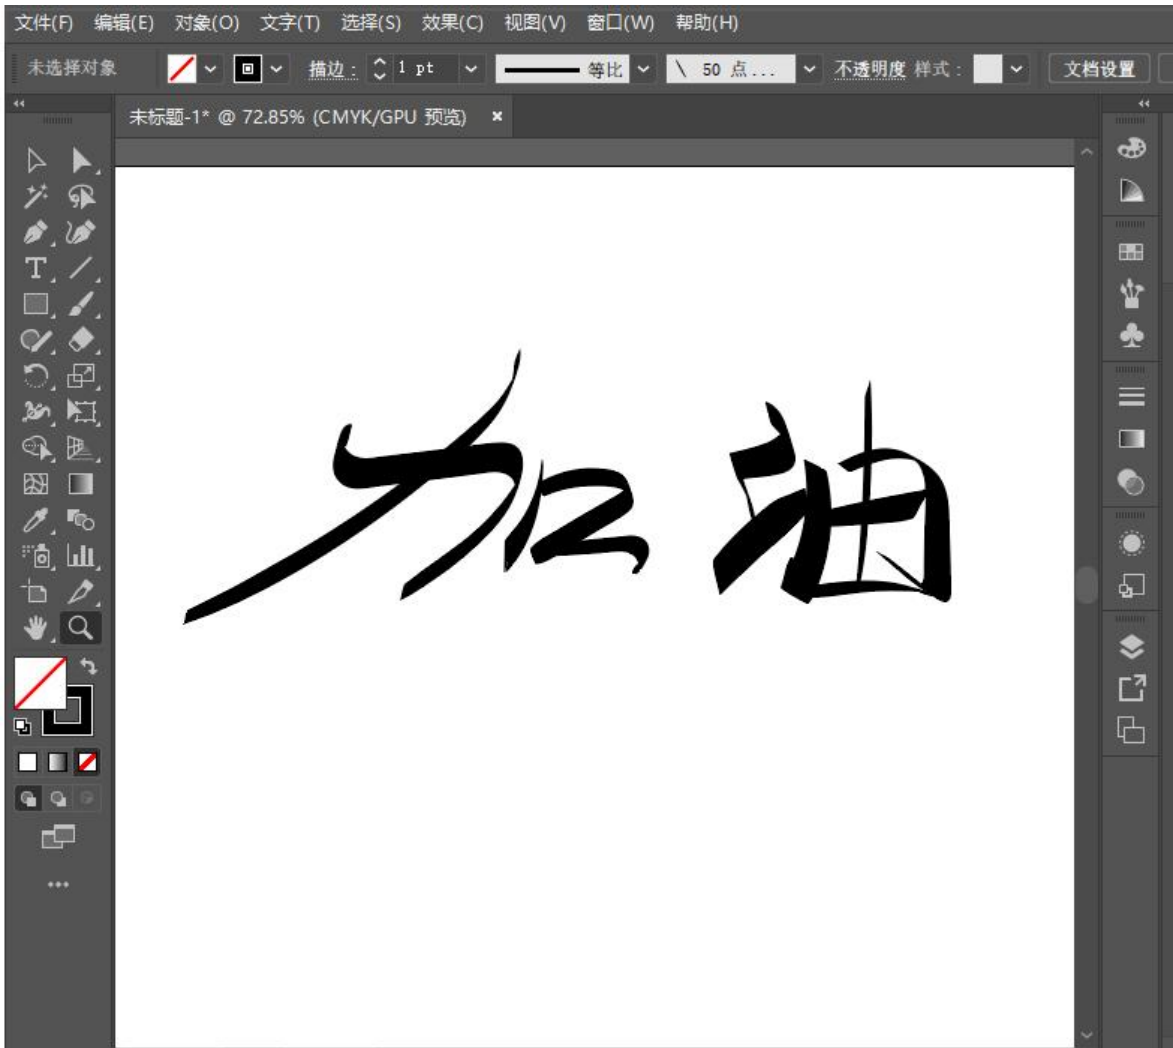 文件(F) 编辑(E) 对象(O) 文字(T) 选择(S) 效果(C) 视图(V) 窗口(W) 帮助(H)
未选择对象 描边： 1 pt 等比 50 点... 不透明度 样式： 文档设置
未标题-1* @ 72.85% (CMYK/GPU 预览) ×
加油